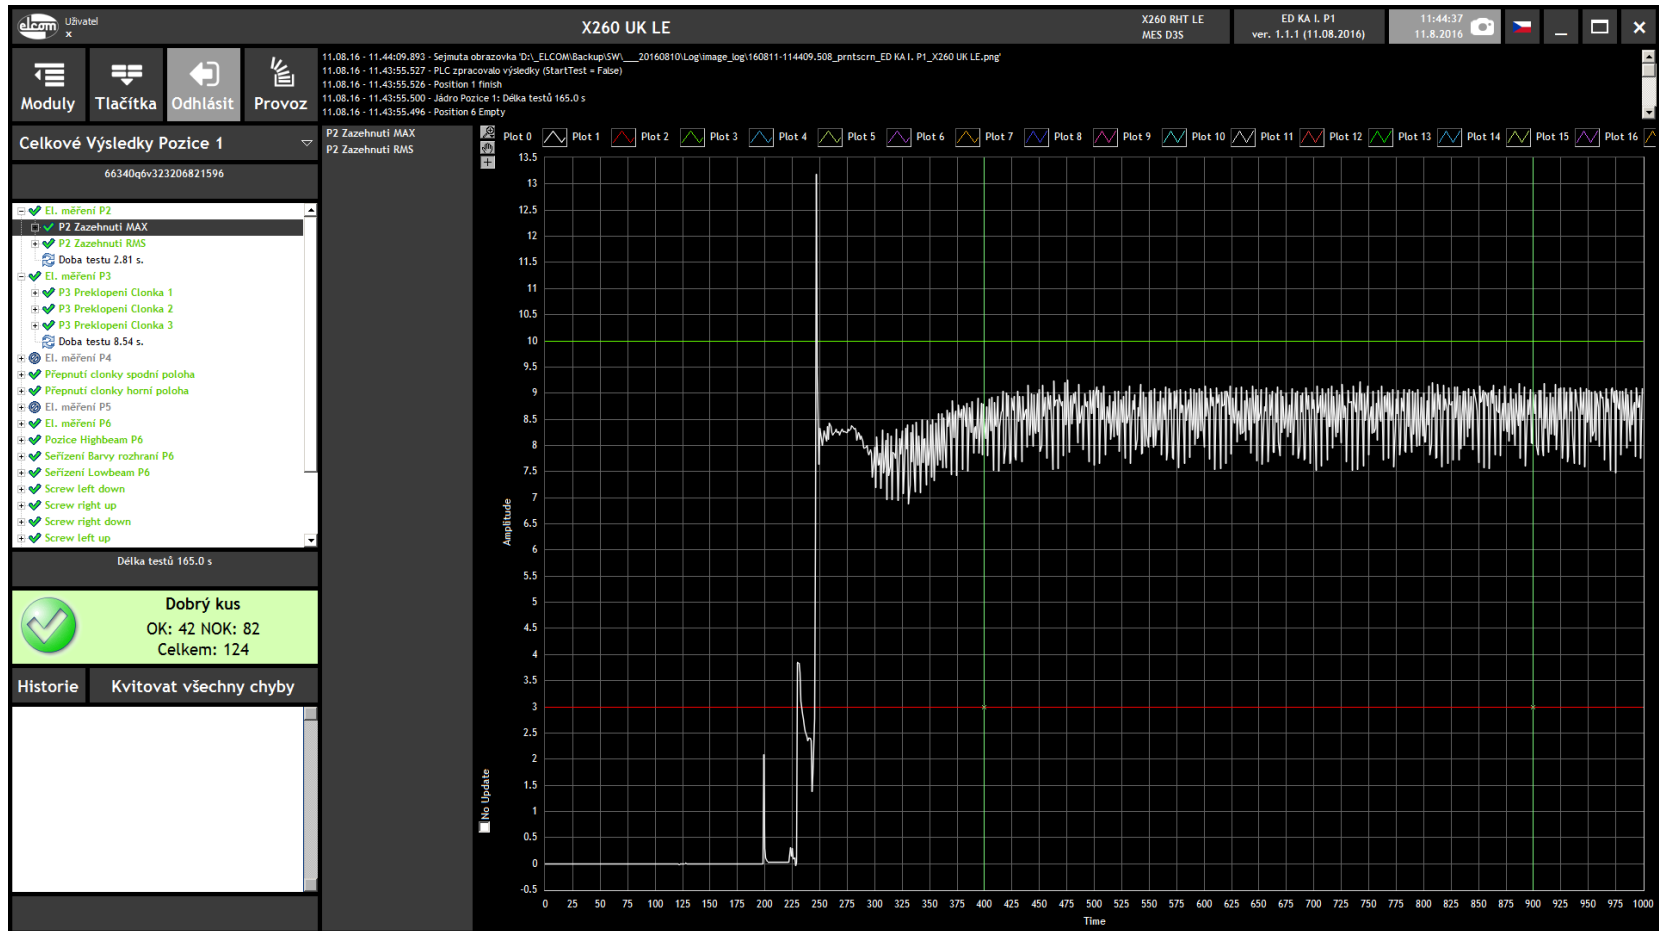 elcom
Uživatel
x
X260 UK LE
X260 RHT LE
MES D3S
ED KA I. P1
ver. 1.1.1 (11.08.2016)
11:44:37
11.8.2016
Moduly
Tlačítka
Odhlásit
Provoz
11.08.16 - 11.44:09.893 - Sejmuta obrazovka 'D:\_ELCOM\Backup\SW\___20160810\Log\image_log\160811-114409.508_prntscrn_ED KA I. P1_X260 UK LE.png'
11.08.16 - 11.43:55.527 - PLC zpracovalo výsledky (StartTest = False)
11.08.16 - 11.43:55.526 - Position 1 finish
11.08.16 - 11.43:55.500 - Jádro Pozice 1: Délka testů 165.0 s
11.08.16 - 11.43:55.496 - Position 6 Empty
Celkové Výsledky Pozice 1
66340q6v323206821596
El. měření P2
P2 Zazehnuti MAX
P2 Zazehnuti RMS
Doba testu 2.81 s.
El. měření P3
P3 Preklopeni Clonka 1
P3 Preklopeni Clonka 2
P3 Preklopeni Clonka 3
Doba testu 8.54 s.
El. měření P4
Přepnutí clonky spodní poloha
Přepnutí clonky horní poloha
El. měření P5
El. měření P6
Pozice Highbeam P6
Seřízení Barvy rozhraní P6
Seřízení Lowbeam P6
Screw left down
Screw right up
Screw right down
Screw left up
Délka testů 165.0 s
Dobrý kus
OK: 42 NOK: 82
Celkem: 124
Historie
Kvitovat všechny chyby
P2 Zazehnuti MAX
P2 Zazehnuti RMS
Plot 0 Plot 1 Plot 2 Plot 3 Plot 4 Plot 5 Plot 6 Plot 7 Plot 8 Plot 9 Plot 10 Plot 11 Plot 12 Plot 13 Plot 14 Plot 15 Plot 16
13.5
13
12.5
12
11.5
11
10.5
10
9.5
9
8.5
8
7.5
7
6.5
6
5.5
5
4.5
4
3.5
3
2.5
2
1.5
1
0.5
0
-0.5
Amplitude
No Update
0 25 50 75 100 125 150 175 200 225 250 275 300 325 350 375 400 425 450 475 500 525 550 575 600 625 650 675 700 725 750 775 800 825 850 875 900 925 950 975 1000
Time